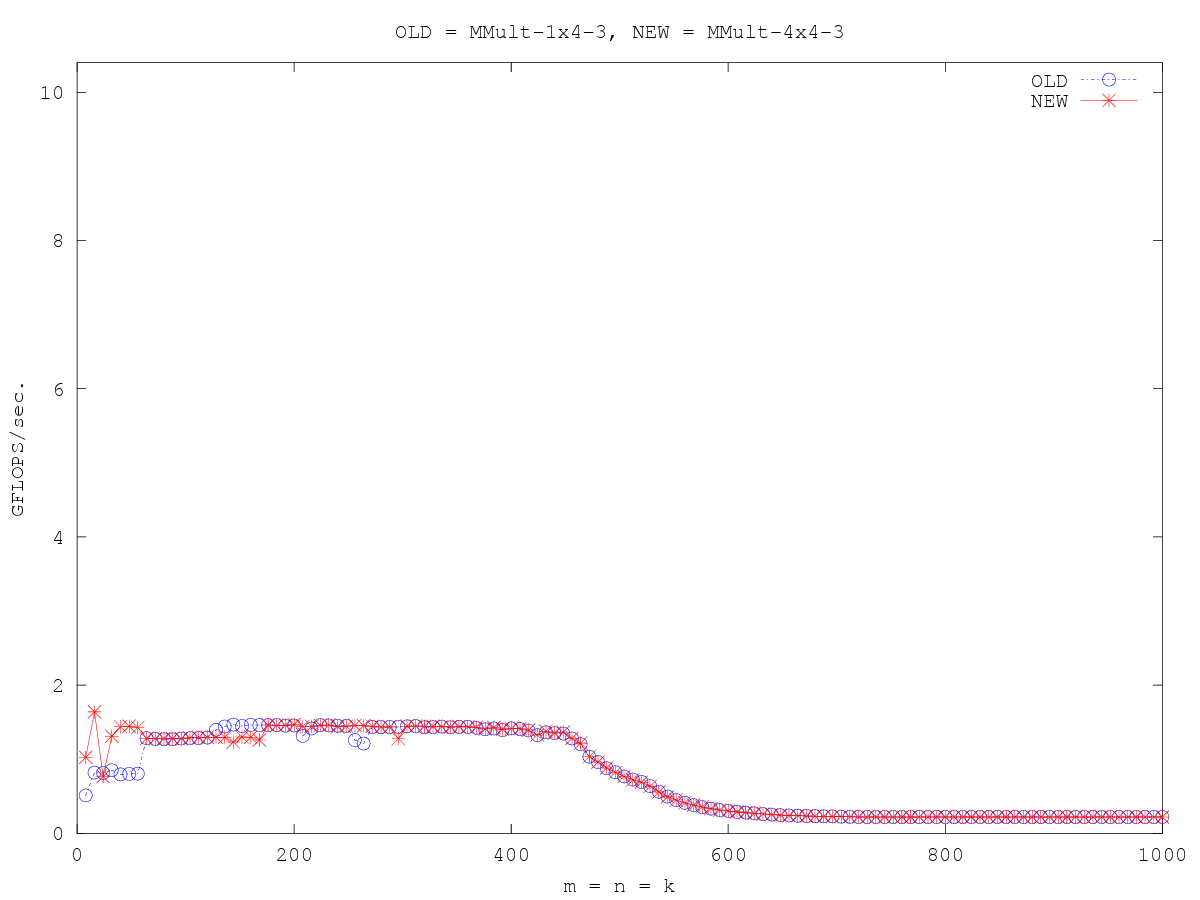 OLD = MMult-1x4-3, NEW = MMult-4x4-3
OLD
NEW
10
8
6
4
2
0
GFLOPS/sec.
0 200 400 600 800 1000
m = n = k